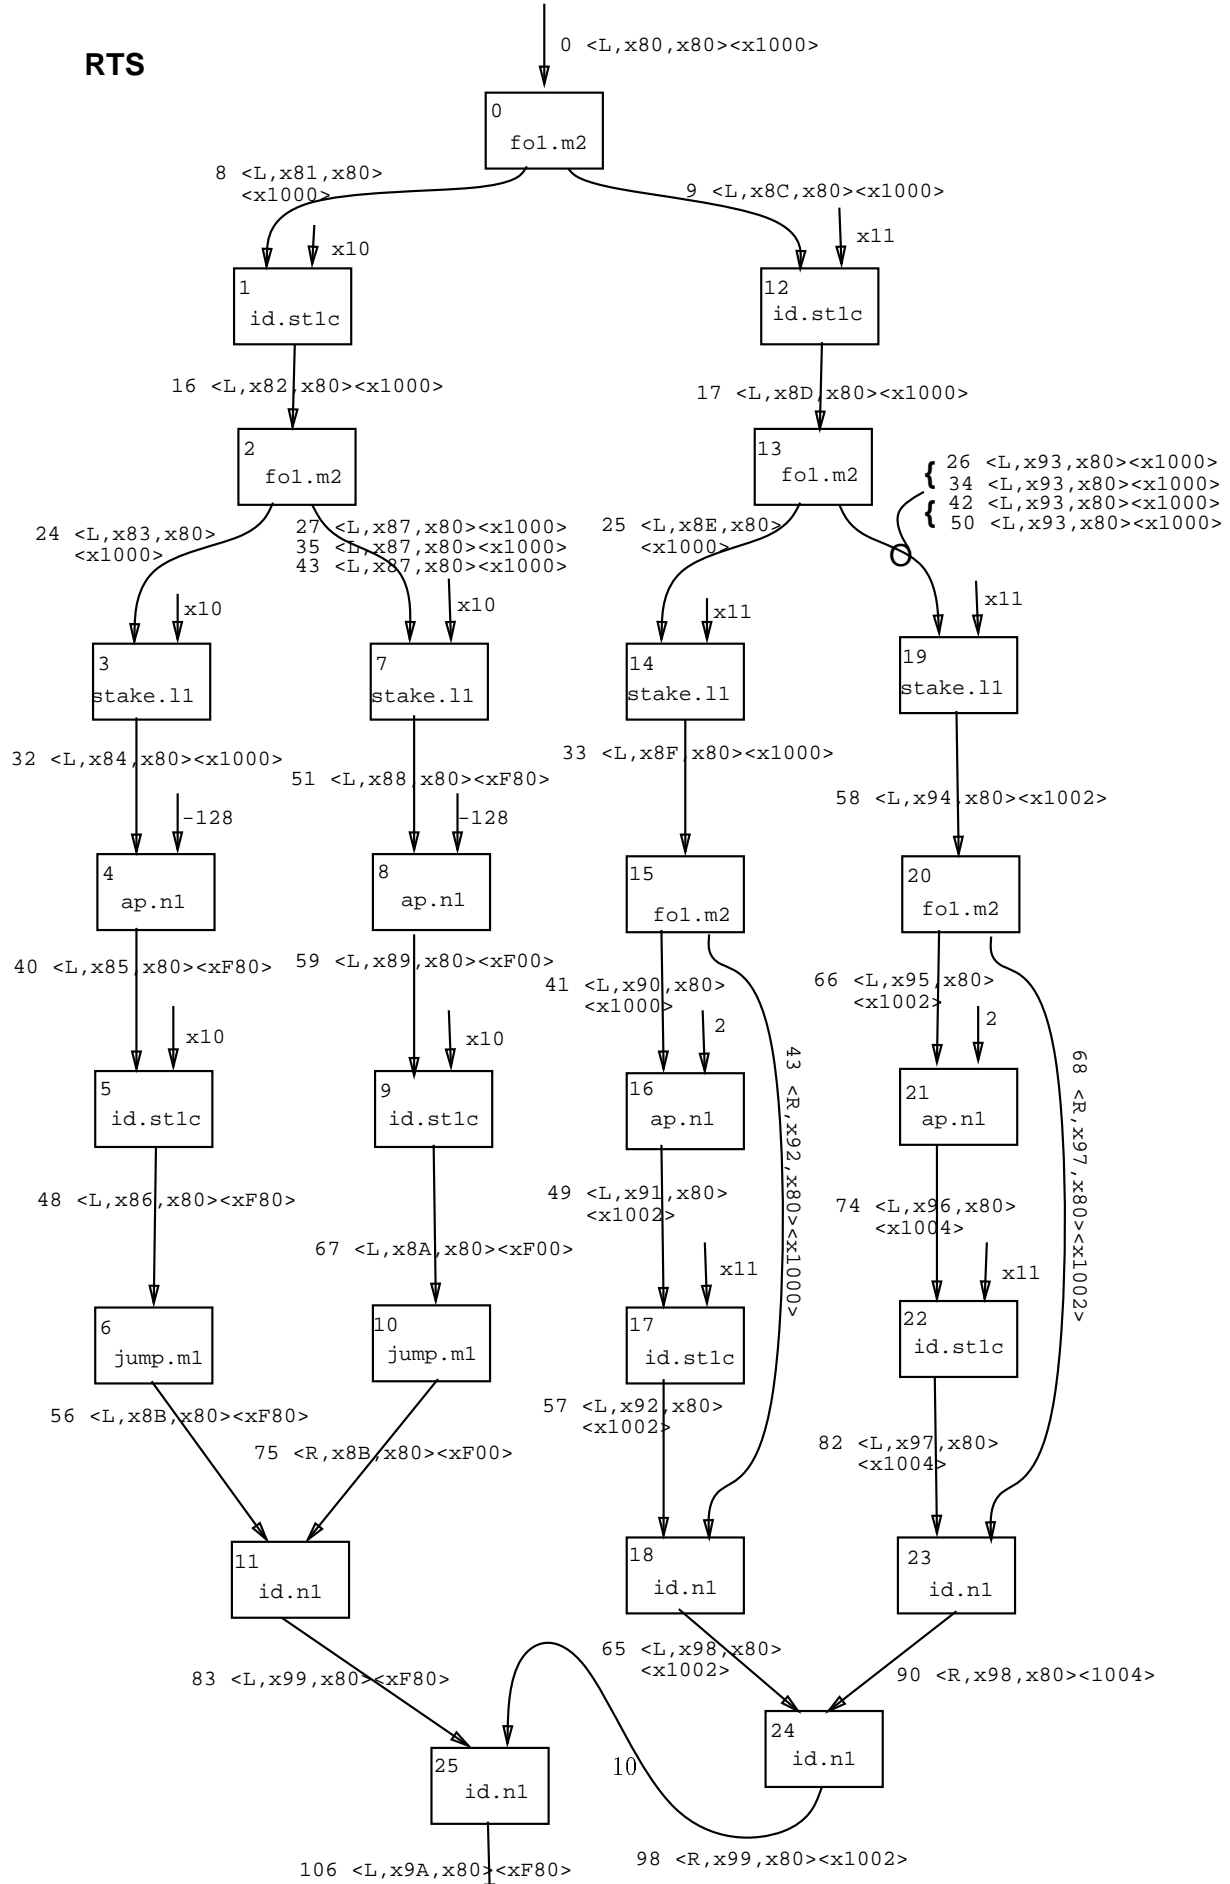 RTS
0 <L,x80,x80><x1000>
0
fo1.m2
8 <L,x81,x80>
<x1000>
9 <L,x8C,x80><x1000>
x10
x11
1
id.st1c
12
id.st1c
16 <L,x82,x80><x1000>
17 <L,x8D,x80><x1000>
2
fo1.m2
13
fo1.m2
26 <L,x93,x80><x1000>
34 <L,x93,x80><x1000>
42 <L,x93,x80><x1000>
50 <L,x93,x80><x1000>
24 <L,x83,x80>
<x1000>
27 <L,x87,x80><x1000>
35 <L,x87,x80><x1000>
43 <L,x87,x80><x1000>
25 <L,x8E,x80>
<x1000>
x10
x10
x11
x11
3
stake.l1
7
stake.l1
14
stake.l1
19
stake.l1
32 <L,x84,x80><x1000>
51 <L,x88,x80><xF80>
33 <L,x8F,x80><x1000>
58 <L,x94,x80><x1002>
-128
-128
4
ap.n1
8
ap.n1
15
fo1.m2
20
fo1.m2
40 <L,x85,x80><xF80>
59 <L,x89,x80><xF00>
41 <L,x90,x80>
<x1000>
66 <L,x95,x80>
<x1002>
x10
x10
2
2
43 <R,x92,x80><x1000>
68 <R,x97,x80><x1002>
5
id.st1c
9
id.st1c
16
ap.n1
21
ap.n1
48 <L,x86,x80><xF80>
67 <L,x8A,x80><xF00>
49 <L,x91,x80>
<x1002>
74 <L,x96,x80>
<x1004>
x11
x11
6
jump.m1
10
jump.m1
17
id.st1c
22
id.st1c
56 <L,x8B,x80><xF80>
75 <R,x8B,x80><xF00>
57 <L,x92,x80>
<x1002>
82 <L,x97,x80>
<x1004>
11
id.n1
18
id.n1
23
id.n1
83 <L,x99,x80><xF80>
65 <L,x98,x80>
<x1002>
90 <R,x98,x80><1004>
25
id.n1
24
id.n1
10
106 <L,x9A,x80><xF80>
98 <R,x99,x80><x1002>